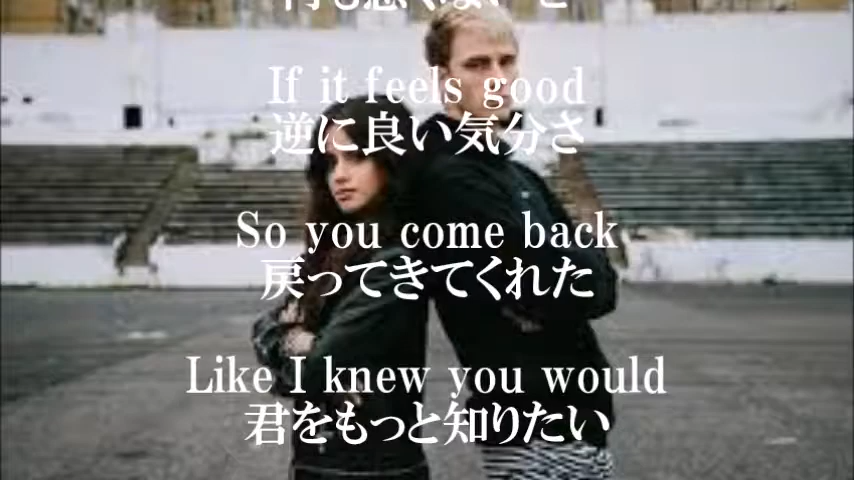 If it feels good
逆に良い気分さ
So you come back
戻ってきてくれた
Like I knew you would
君をもっと知りたい